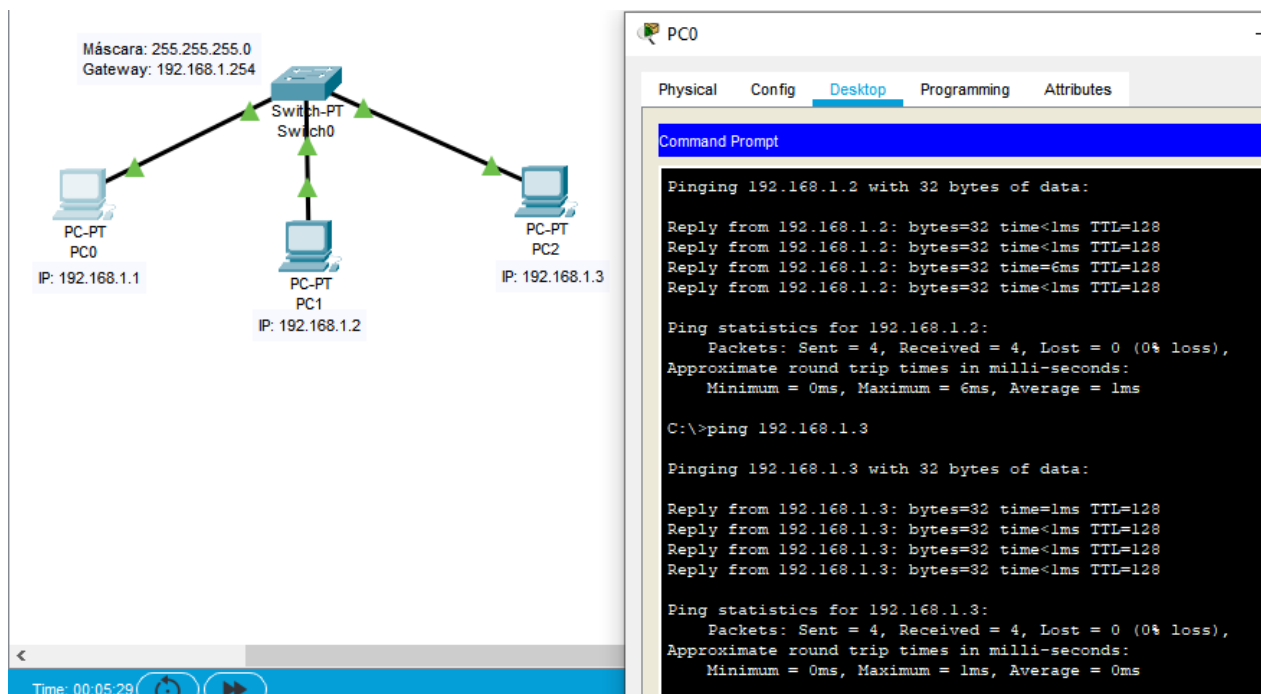 Máscara: 255.255.255.0
Gateway: 192.168.1.254
Switch-PT
Switch0
PC-PT
PC0
IP: 192.168.1.1
PC-PT
PC1
IP: 192.168.1.2
PC-PT
PC2
IP: 192.168.1.3
Time: 00:05:29
PC0
Physical Config Desktop Programming Attributes
Command Prompt
Pinging 192.168.1.2 with 32 bytes of data:
Reply from 192.168.1.2: bytes=32 time<1ms TTL=128
Reply from 192.168.1.2: bytes=32 time<1ms TTL=128
Reply from 192.168.1.2: bytes=32 time=6ms TTL=128
Reply from 192.168.1.2: bytes=32 time<1ms TTL=128
Ping statistics for 192.168.1.2:
Packets: Sent = 4, Received = 4, Lost = 0 (0% loss),
Approximate round trip times in milli-seconds:
Minimum = 0ms, Maximum = 6ms, Average = 1ms
C:\>ping 192.168.1.3
Pinging 192.168.1.3 with 32 bytes of data:
Reply from 192.168.1.3: bytes=32 time=1ms TTL=128
Reply from 192.168.1.3: bytes=32 time<1ms TTL=128
Reply from 192.168.1.3: bytes=32 time<1ms TTL=128
Reply from 192.168.1.3: bytes=32 time<1ms TTL=128
Ping statistics for 192.168.1.3:
Packets: Sent = 4, Received = 4, Lost = 0 (0% loss),
Approximate round trip times in milli-seconds:
Minimum = 0ms, Maximum = 1ms, Average = 0ms